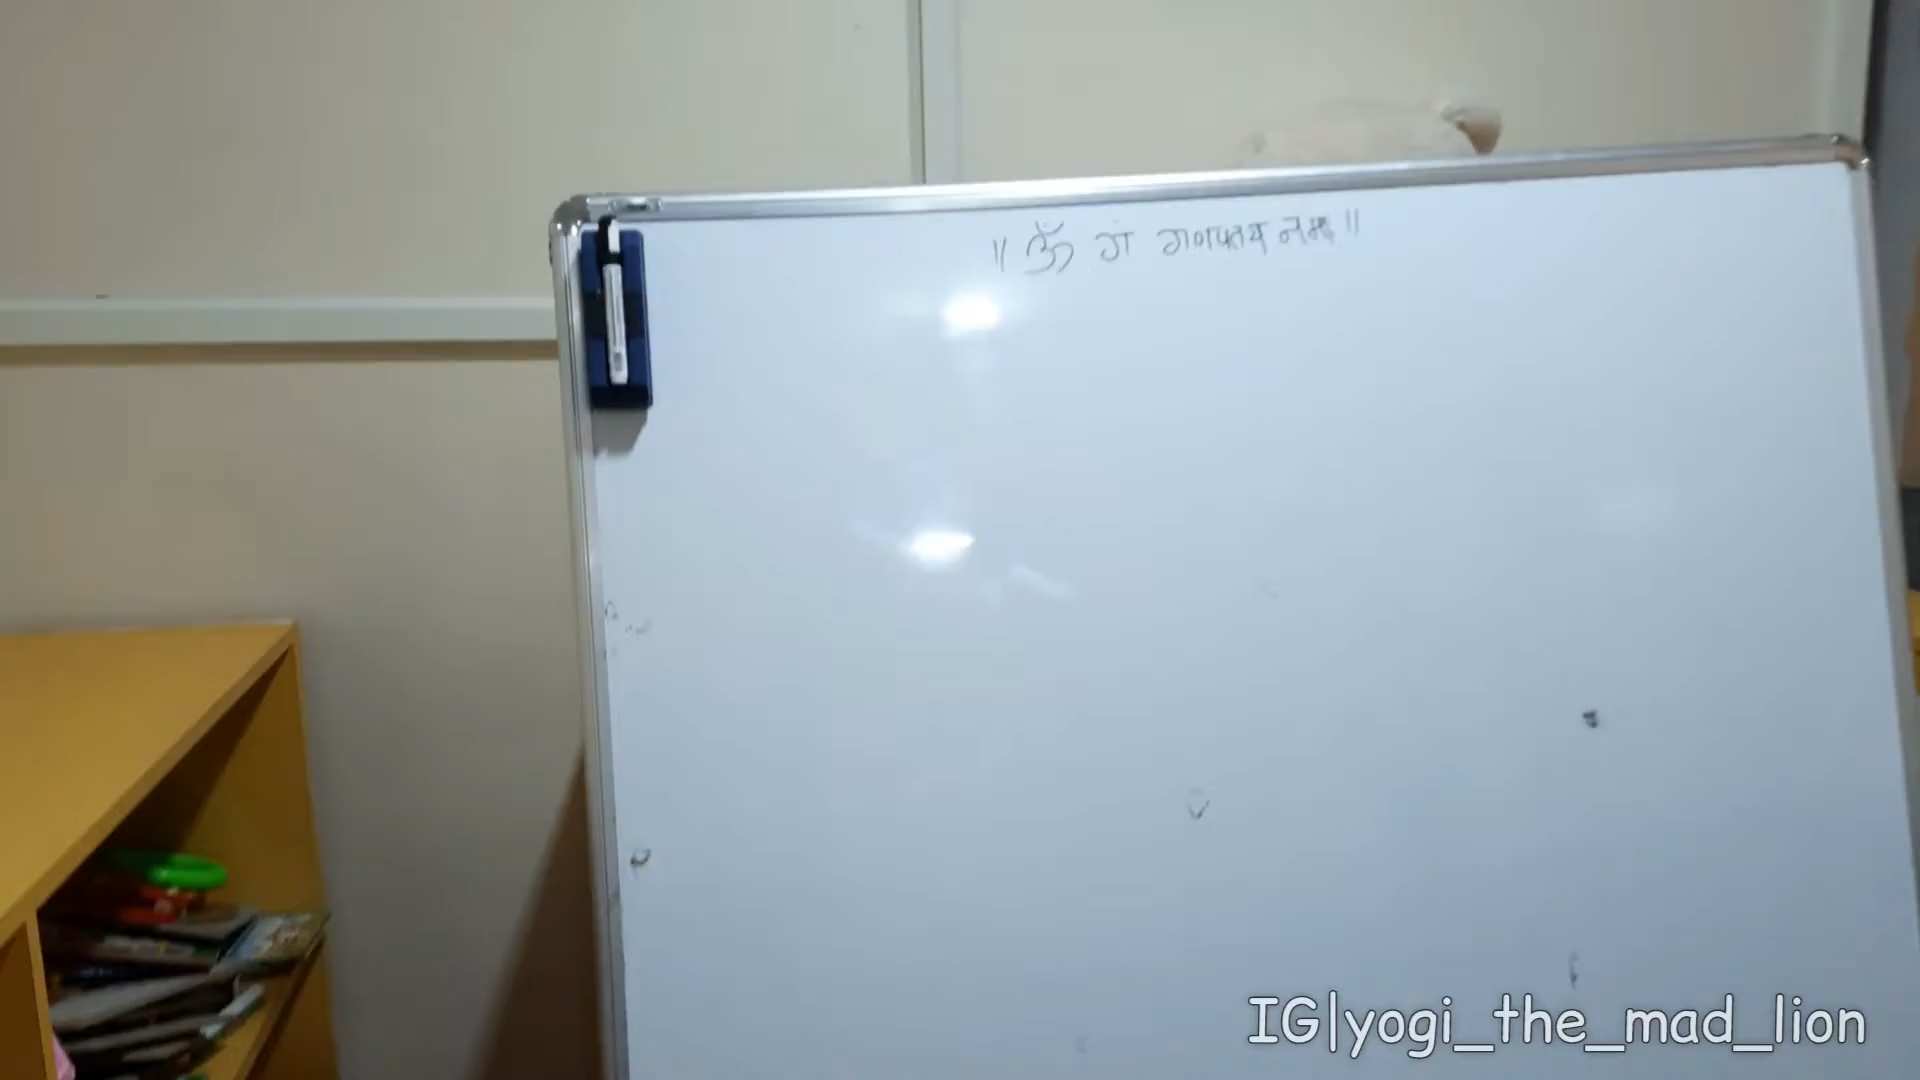 ॥ ॐ गं गणपतये नमः ॥
IG|yogi_the_mad_lion